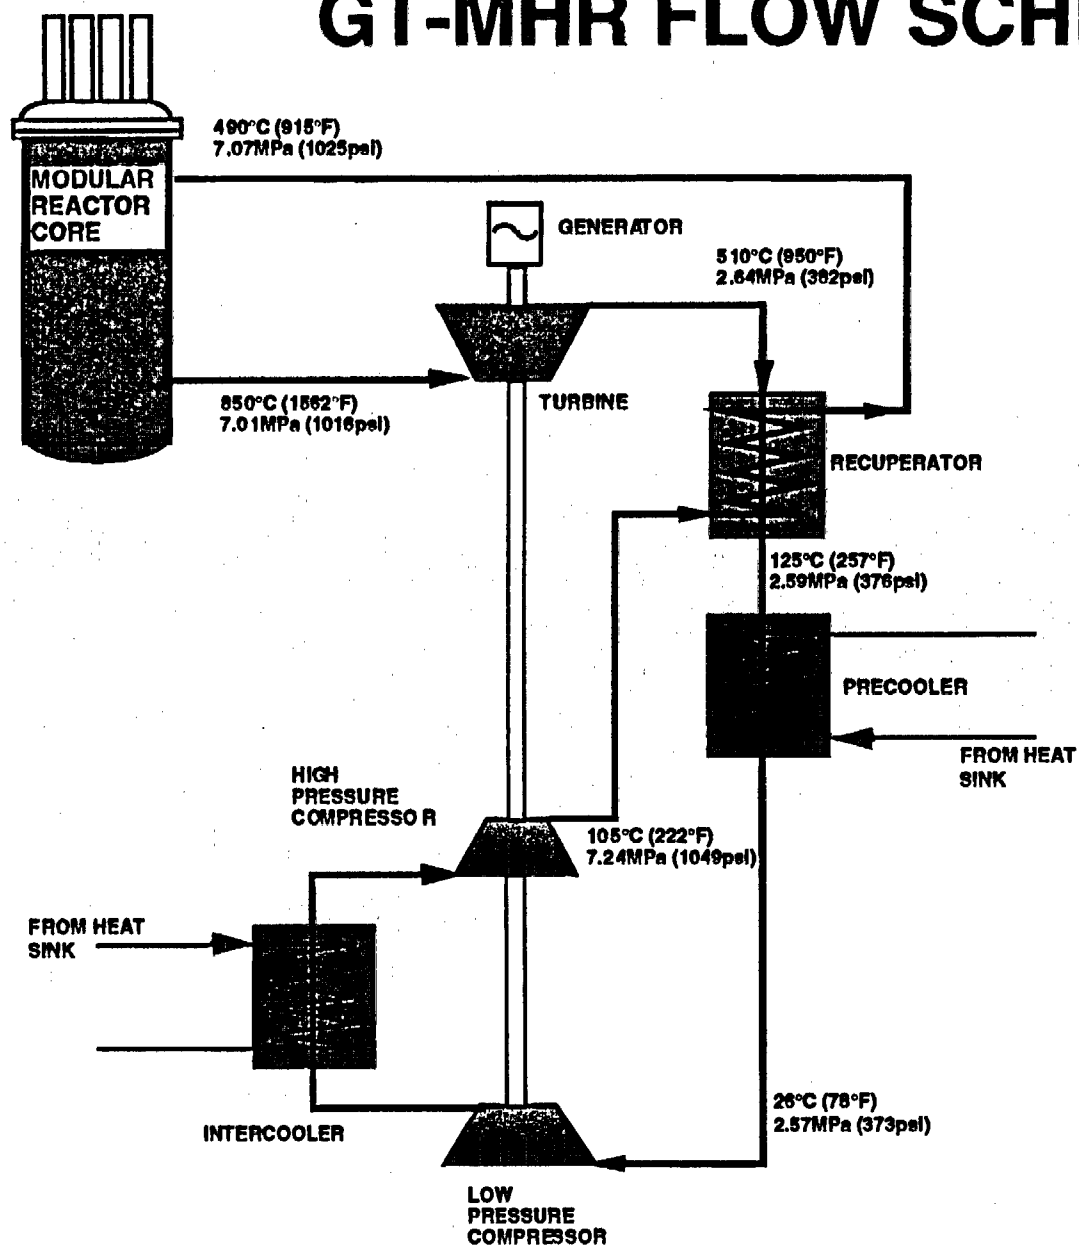 GT-MHR FLOW SCH
490°C (915°F)
7.07MPa (1025psi)
MODULAR
REACTOR
CORE
GENERATOR
510°C (950°F)
2.64MPa (382psi)
850°C (1562°F)
7.01MPa (1016psi)
TURBINE
RECUPERATOR
125°C (257°F)
2.59MPa (376psi)
PRECOOLER
FROM HEAT
SINK
HIGH
PRESSURE
COMPRESSOR
105°C (222°F)
7.24MPa (1049psi)
FROM HEAT
SINK
INTERCOOLER
26°C (78°F)
2.57MPa (373psi)
LOW
PRESSURE
COMPRESSOR